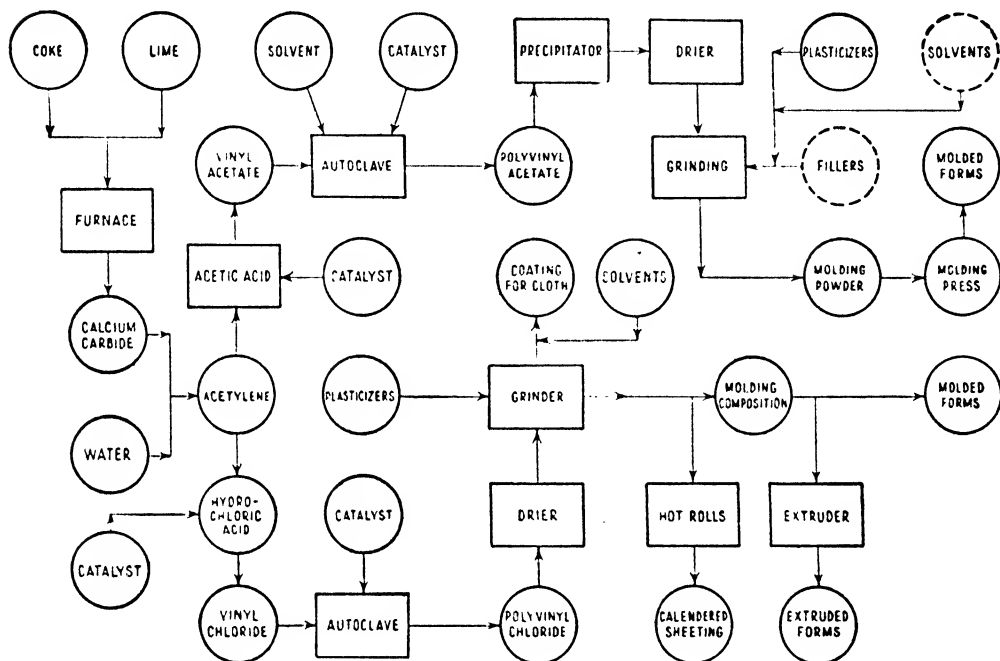 COKE
LIME
SOLVENT
CATALYST
PRECIPITATOR
DRIER
PLASTICIZERS
SOLVENTS
VINYL
ACETATE
AUTOCLAVE
POLYVINYL
ACETATE
GRINDING
FILLERS
MOLDED
FORMS
FURNACE
ACETIC ACID
CATALYST
COATING
FOR CLOTH
SOLVENTS
MOLDING
POWDER
MOLDING
PRESS
CALCIUM
CARBIDE
ACETYLENE
PLASTICIZERS
GRINDER
MOLDING
COMPOSITION
MOLDED
FORMS
WATER
HYDRO-
CHLORIC
ACID
CATALYST
DRIER
HOT ROLLS
EXTRUDER
CATALYST
VINYL
CHLORIDE
AUTOCLAVE
POLYVINYL
CHLORIDE
CALENDERED
SHEETING
EXTRUDED
FORMS